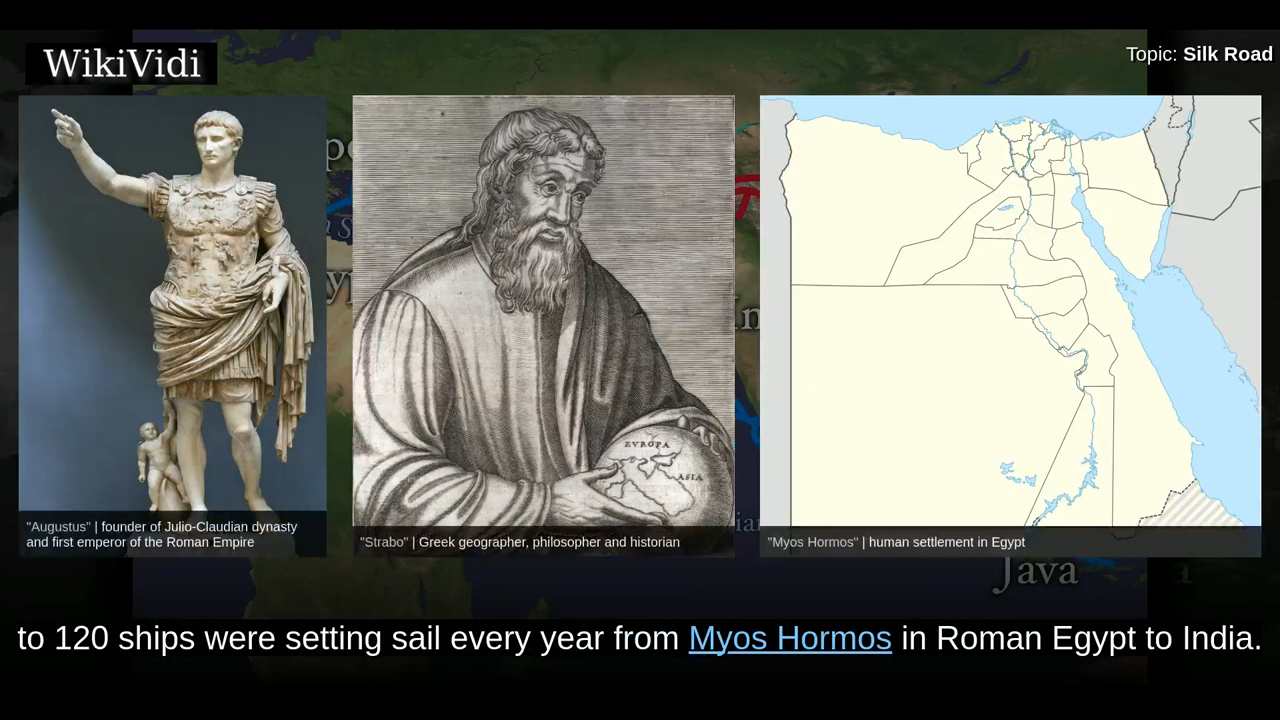 WikiVidi
Topic: Silk Road
EVROPA
ASIA
"Augustus" | founder of Julio-Claudian dynasty
and first emperor of the Roman Empire
"Strabo" | Greek geographer, philosopher and historian
"Myos Hormos" | human settlement in Egypt
Java
to 120 ships were setting sail every year from Myos Hormos in Roman Egypt to India.